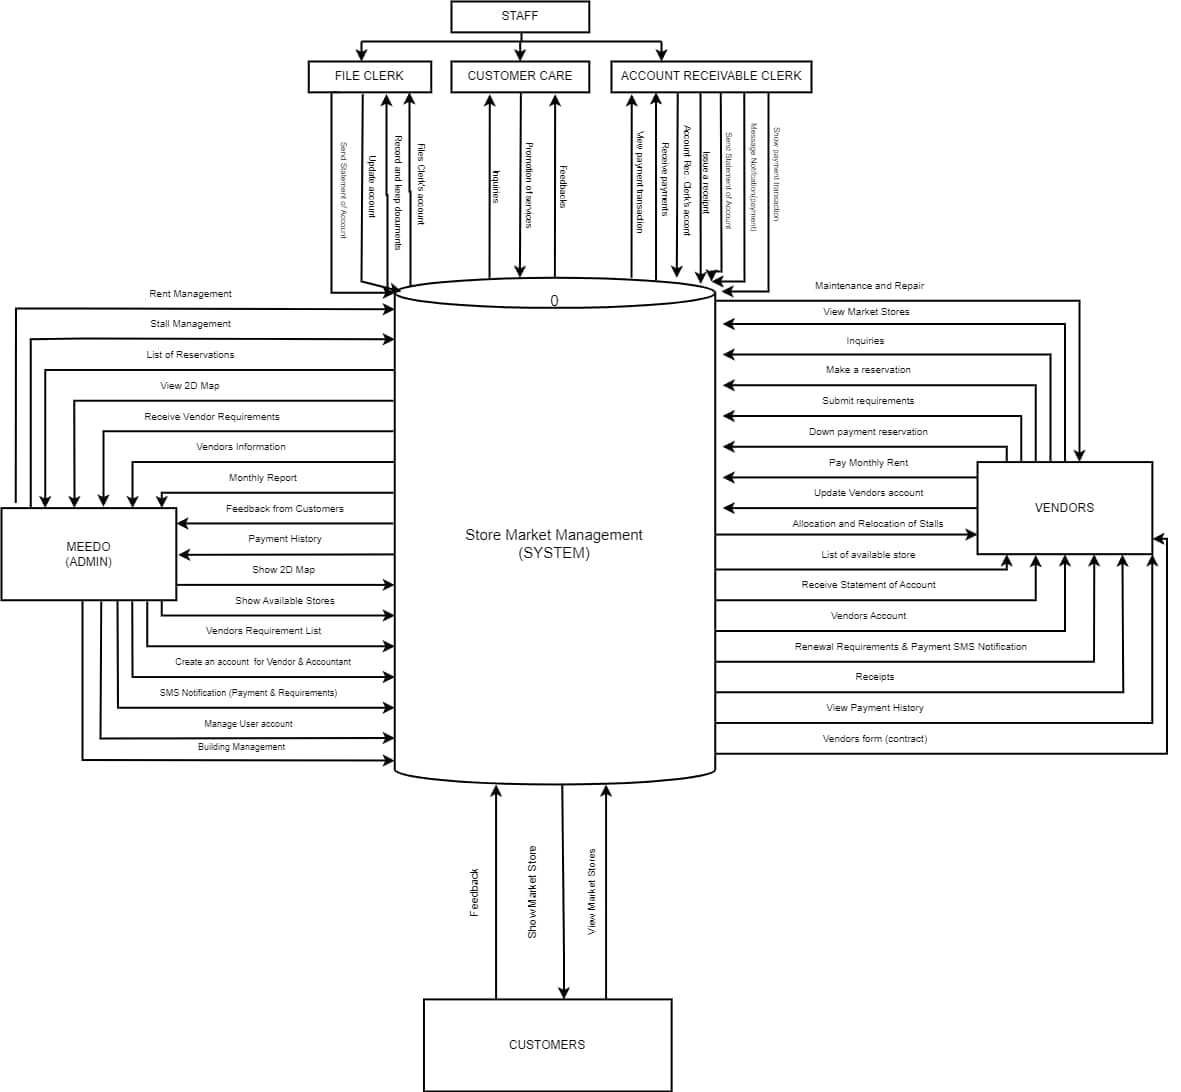 STAFF
FILE CLERK
CUSTOMER CARE
ACCOUNT RECEIVABLE CLERK
Send Statement of Account
Update account
Record and keep documents
Files Clerk's account
Inquiries
Promotion of services
Feedbacks
View payment transaction
Receive payments
Account Rec. Clerk's accont
Issue a receipnt
Send Statement of Account
Message Notification(payment)
Show payment transaction
0
Rent Management
Stall Management
List of Reservations
View 2D Map
Receive Vendor Requirements
Vendors Information
Monthly Report
Feedback from Customers
Payment History
Show 2D Map
Show Available Stores
Vendors Requirement List
Create an account for Vendor & Accountant
SMS Notification (Payment & Requirements)
Manage User account
Building Management
MEEDO
(ADMIN)
Store Market Management
(SYSTEM)
Maintenance and Repair
View Market Stores
Inquiries
Make a reservation
Submit requirements
Down payment reservation
Pay Monthly Rent
Update Vendors account
Allocation and Relocation of Stalls
List of available store
Receive Statement of Account
Vendors Account
Renewal Requirements & Payment SMS Notification
Receipts
View Payment History
Vendors form (contract)
VENDORS
Feedback
Show Market Store
View Market Stores
CUSTOMERS